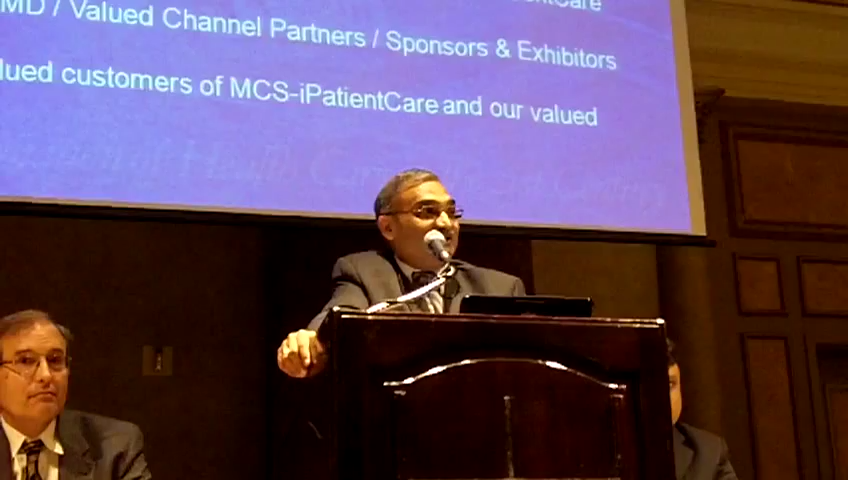 MD / Valued Channel Partners / Sponsors & Exhibitors
lued customers of MCS-iPatientCare and our valued